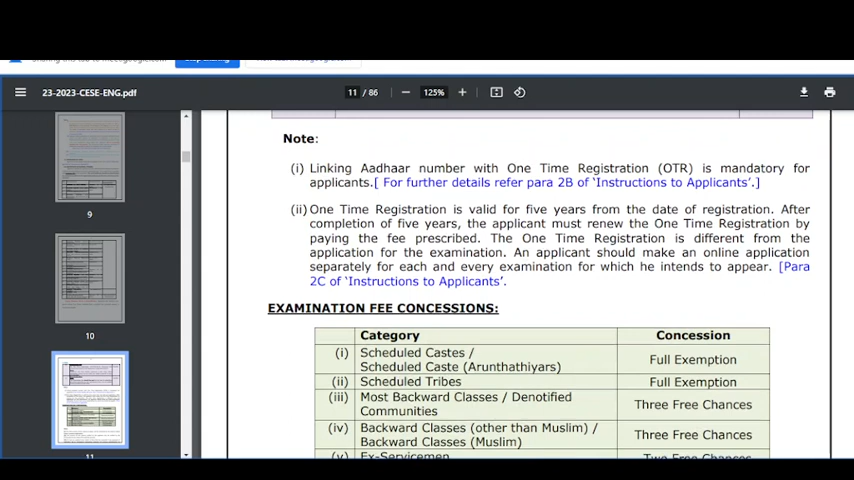 23-2023-CESE-ENG.pdf
11 / 86
125%
9
10
11
Note:
(i) Linking Aadhaar number with One Time Registration (OTR) is mandatory for
applicants.[ For further details refer para 2B of ‘Instructions to Applicants’.]
(ii) One Time Registration is valid for five years from the date of registration. After
completion of five years, the applicant must renew the One Time Registration by
paying the fee prescribed. The One Time Registration is different from the
application for the examination. An applicant should make an online application
separately for each and every examination for which he intends to appear. [Para
2C of ‘Instructions to Applicants’.
EXAMINATION FEE CONCESSIONS:
Category Concession
(i) Scheduled Castes /
Scheduled Caste (Arunthathiyars) Full Exemption
(ii) Scheduled Tribes Full Exemption
(iii) Most Backward Classes / Denotified
Communities Three Free Chances
(iv) Backward Classes (other than Muslim) /
Backward Classes (Muslim) Three Free Chances
(v) Ex-Servicemen Two Free Chances